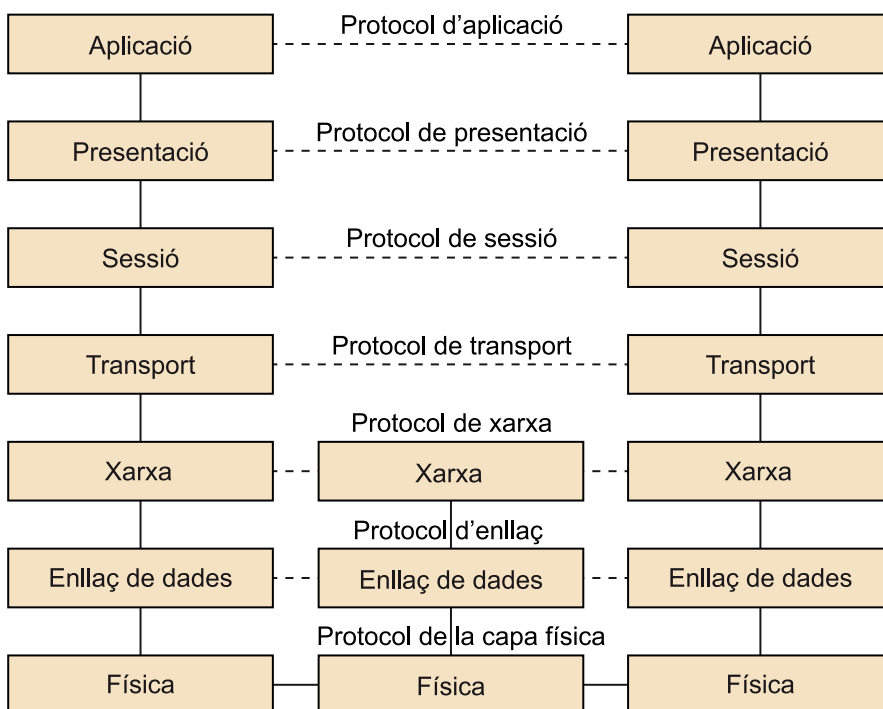 Protocol d’aplicació
Aplicació
Aplicació
Protocol de presentació
Presentació
Presentació
Protocol de sessió
Sessió
Sessió
Protocol de transport
Transport
Transport
Protocol de xarxa
Xarxa
Xarxa
Xarxa
Protocol d’enllaç
Enllaç de dades
Enllaç de dades
Enllaç de dades
Protocol de la capa física
Física
Física
Física